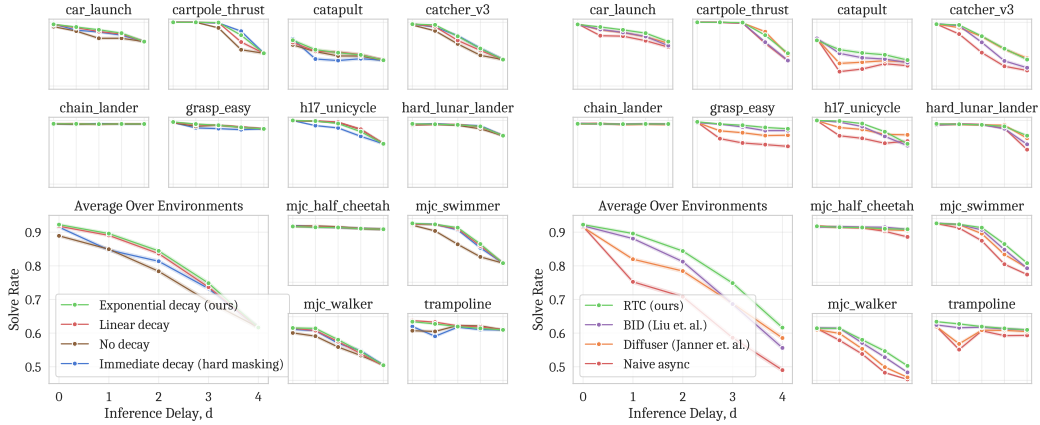 car_launch
cartpole_thrust
catapult
catcher_v3
chain_lander
grasp_easy
h17_unicycle
hard_lunar_lander
Average Over Environments
mjc_half_cheetah
mjc_swimmer
mjc_walker
trampoline
Solve Rate
0.9
0.8
0.7
0.6
0.5
Exponential decay (ours)
Linear decay
No decay
Immediate decay (hard masking)
0 1 2 3 4
Inference Delay, d
car_launch
cartpole_thrust
catapult
catcher_v3
chain_lander
grasp_easy
h17_unicycle
hard_lunar_lander
Average Over Environments
mjc_half_cheetah
mjc_swimmer
mjc_walker
trampoline
Solve Rate
0.9
0.8
0.7
0.6
0.5
RTC (ours)
BID (Liu et. al.)
Diffuser (Janner et. al.)
Naive async
0 1 2 3 4
Inference Delay, d